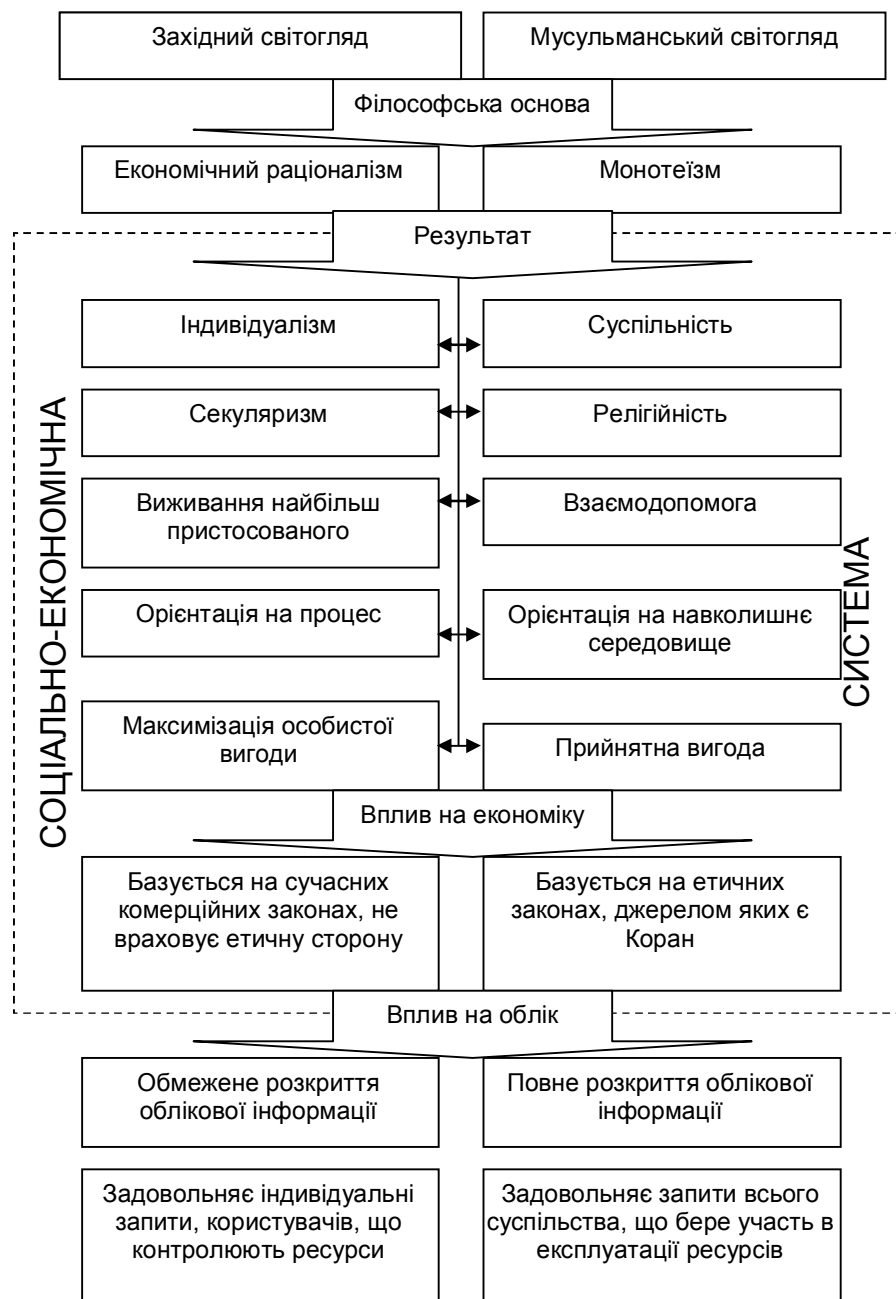 Західний світогляд
Мусульманський світогляд
Філософська основа
Економічний раціоналізм
Монотеїзм
Результат
СОЦІАЛЬНО-ЕКОНОМІЧНА
СИСТЕМА
Індивідуалізм
Суспільність
Секуляризм
Релігійність
Виживання найбільш
пристосованого
Взаємодопомога
Орієнтація на процес
Орієнтація на навколишнє
середовище
Максимізація особистої
вигоди
Прийнятна вигода
Вплив на економіку
Базується на сучасних
комерційних законах, не
враховує етичну сторону
Базується на етичних
законах, джерелом яких є
Коран
Вплив на облік
Обмежене розкриття
облікової інформації
Повне розкриття облікової
інформації
Задовольняє індивідуальні
запити, користувачів, що
контролюють ресурси
Задовольняє запити всього
суспільства, що бере участь в
експлуатації ресурсів